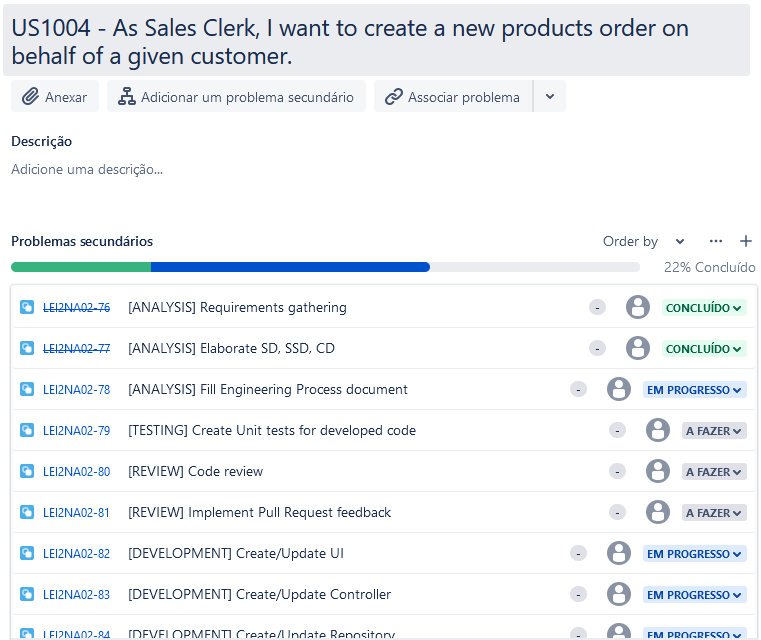 US1004 - As Sales Clerk, I want to create a new products order on
behalf of a given customer.
Anexar
Adicionar um problema secundário
Associar problema
Descrição
Adicione uma descrição...
Problemas secundários
Order by
22% Concluído
LEI2NA02-76 [ANALYSIS] Requirements gathering - CONCLUÍDO
LEI2NA02-77 [ANALYSIS] Elaborate SD, SSD, CD - CONCLUÍDO
LEI2NA02-78 [ANALYSIS] Fill Engineering Process document - EM PROGRESSO
LEI2NA02-79 [TESTING] Create Unit tests for developed code - A FAZER
LEI2NA02-80 [REVIEW] Code review - A FAZER
LEI2NA02-81 [REVIEW] Implement Pull Request feedback - A FAZER
LEI2NA02-82 [DEVELOPMENT] Create/Update UI - EM PROGRESSO
LEI2NA02-83 [DEVELOPMENT] Create/Update Controller - EM PROGRESSO
LEI2NA02-84 [DEVELOPMENT] Create/Update Repository - EM PROGRESSO